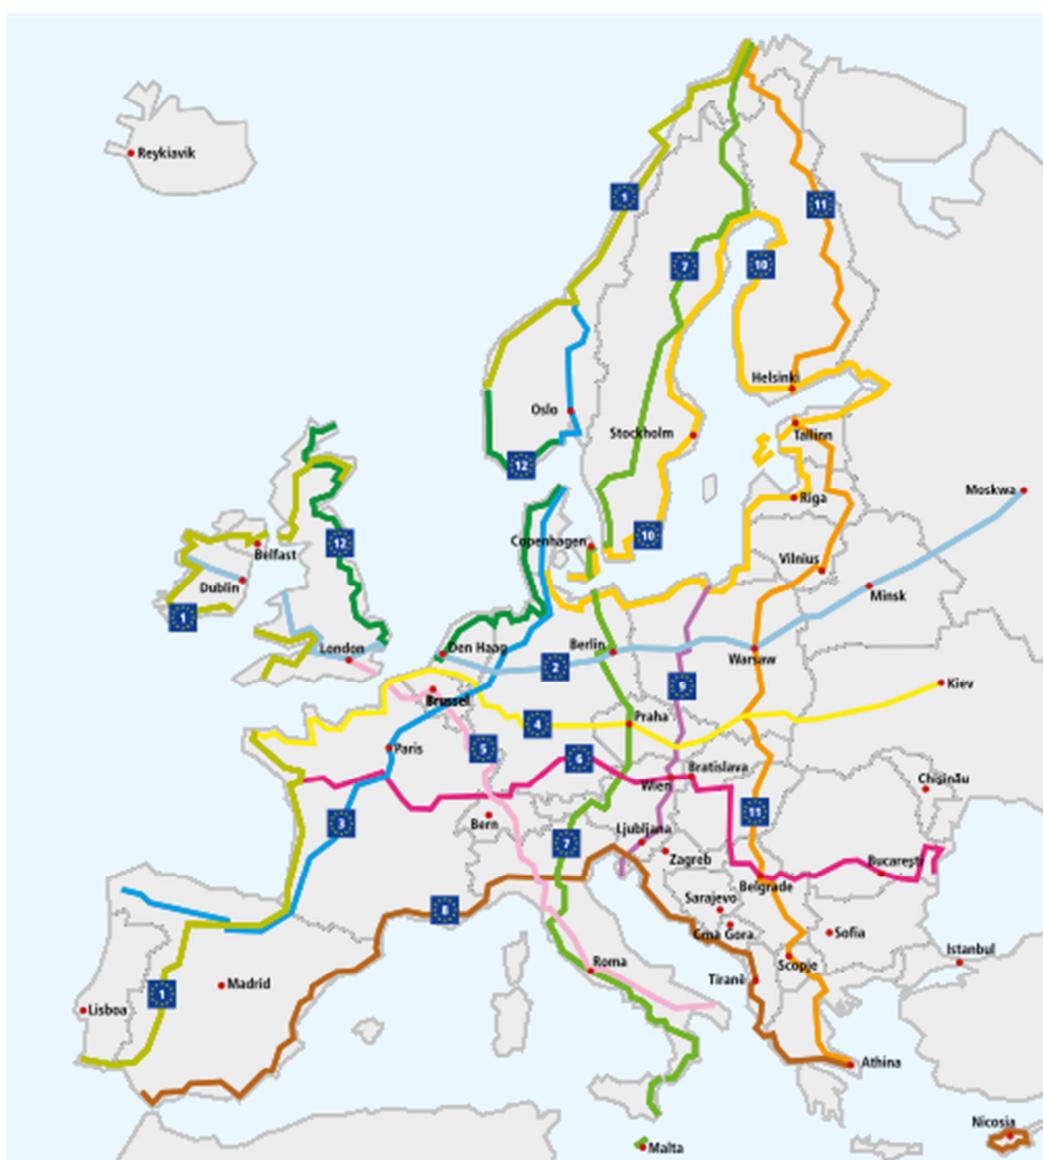 Reykiavik
1
11
7
10
Helsinki
Oslo
Stockholm
Tallinn
12
Moskwa
Riga
10
Copenhagen
12
Belfast
Vilnius
Dublin
Minsk
1
London
Den Haag
Berlin
2
Warsaw
9
Kiev
Brussel
4
Praha
Paris
5
6
Bratislava
Wien
Chişinău
3
11
Bern
7
Ljubljana
Zagreb
Bucareşti
Belgrade
Sarajevo
8
Crna Gora
Sofia
Istanbul
Roma
Scopje
Tiranë
Madrid
1
Lisboa
Athina
Nicosia
Malta